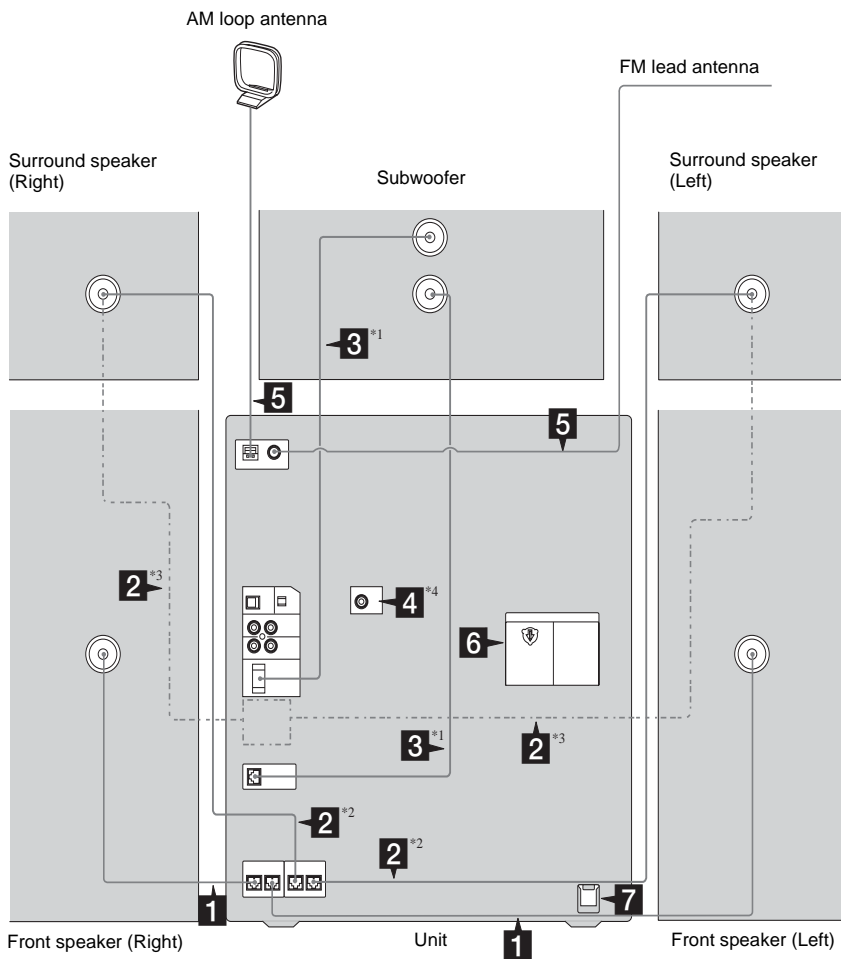 AM loop antenna
FM lead antenna
Surround speaker
(Right)
Subwoofer
Surround speaker
(Left)
3 *1
5
5
2 *3
4 *4
6
3 *1
2 *3
2 *2
2 *2
1
7
1
Front speaker (Right)
Unit
Front speaker (Left)